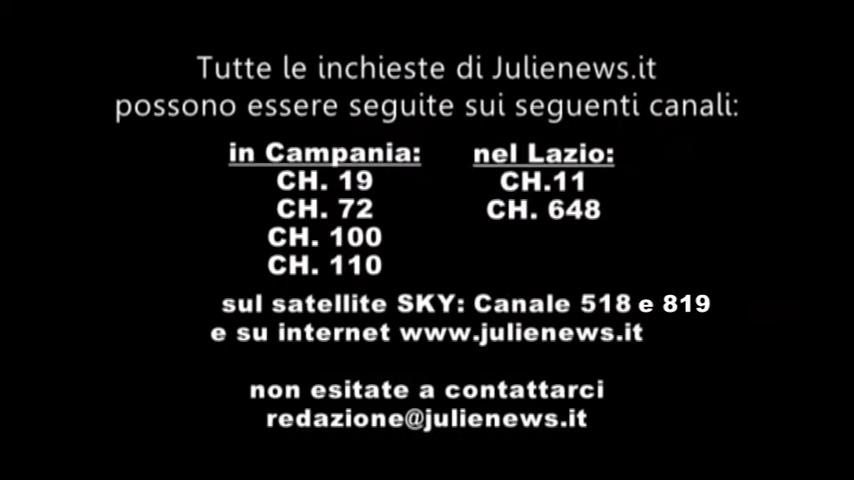 Tutte le inchieste di Julienews.it
possono essere seguite sui seguenti canali:
in Campania:
CH. 19
CH. 72
CH. 100
CH. 110
nel Lazio:
CH.11
CH. 648
sul satellite SKY: Canale 518 e 819
e su internet www.julienews.it
non esitate a contattarci
redazione@julienews.it